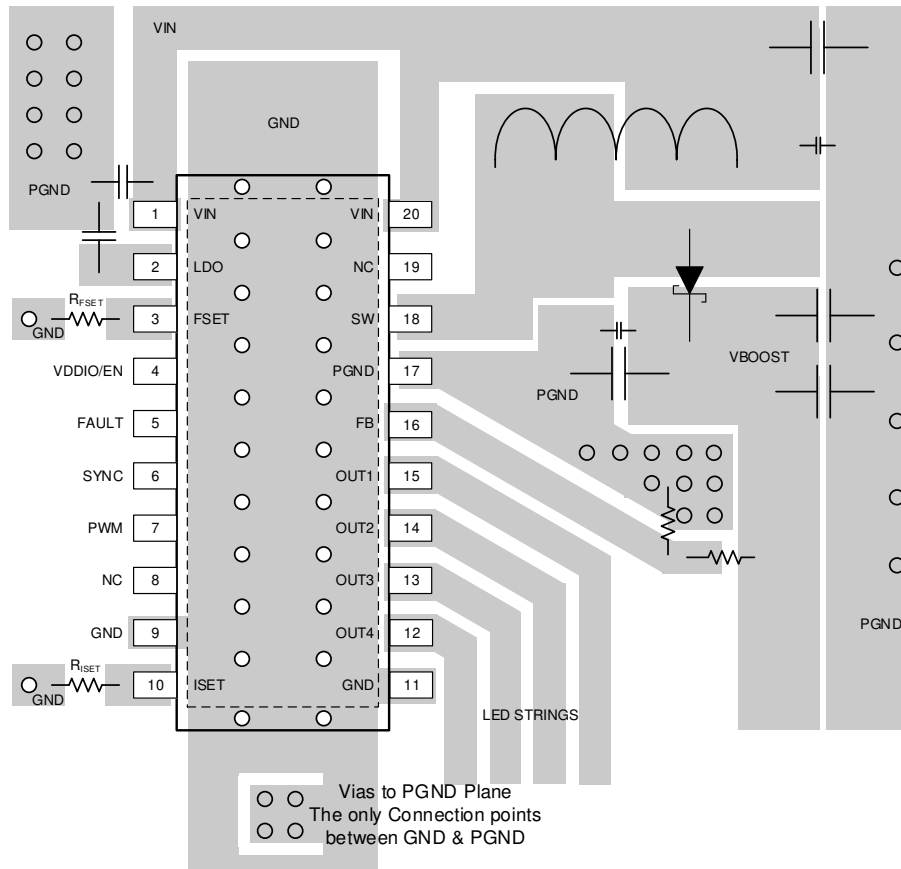 VIN
GND
PGND
1 VIN VIN 20
2 LDO NC 19
RFSET
GND
3 FSET SW 18
VDDIO/EN 4 PGND 17
FAULT 5 FB 16
SYNC 6 OUT1 15
PWM 7 OUT2 14
NC 8 OUT3 13
GND 9 OUT4 12
RISET
GND
10 ISET GND 11
VBOOST
PGND
PGND
LED STRINGS
Vias to PGND Plane
The only Connection points
between GND & PGND